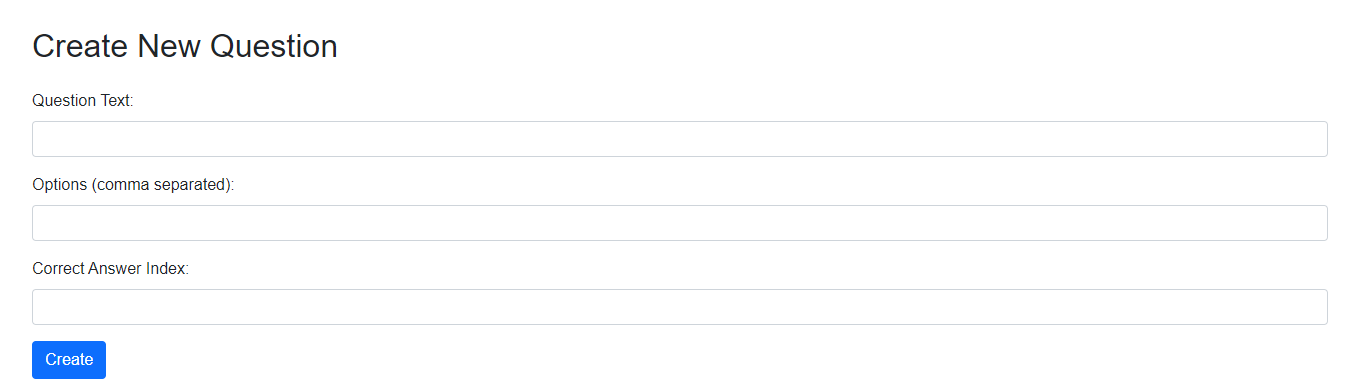 Create New Question
Question Text:
Options (comma separated):
Correct Answer Index:
Create